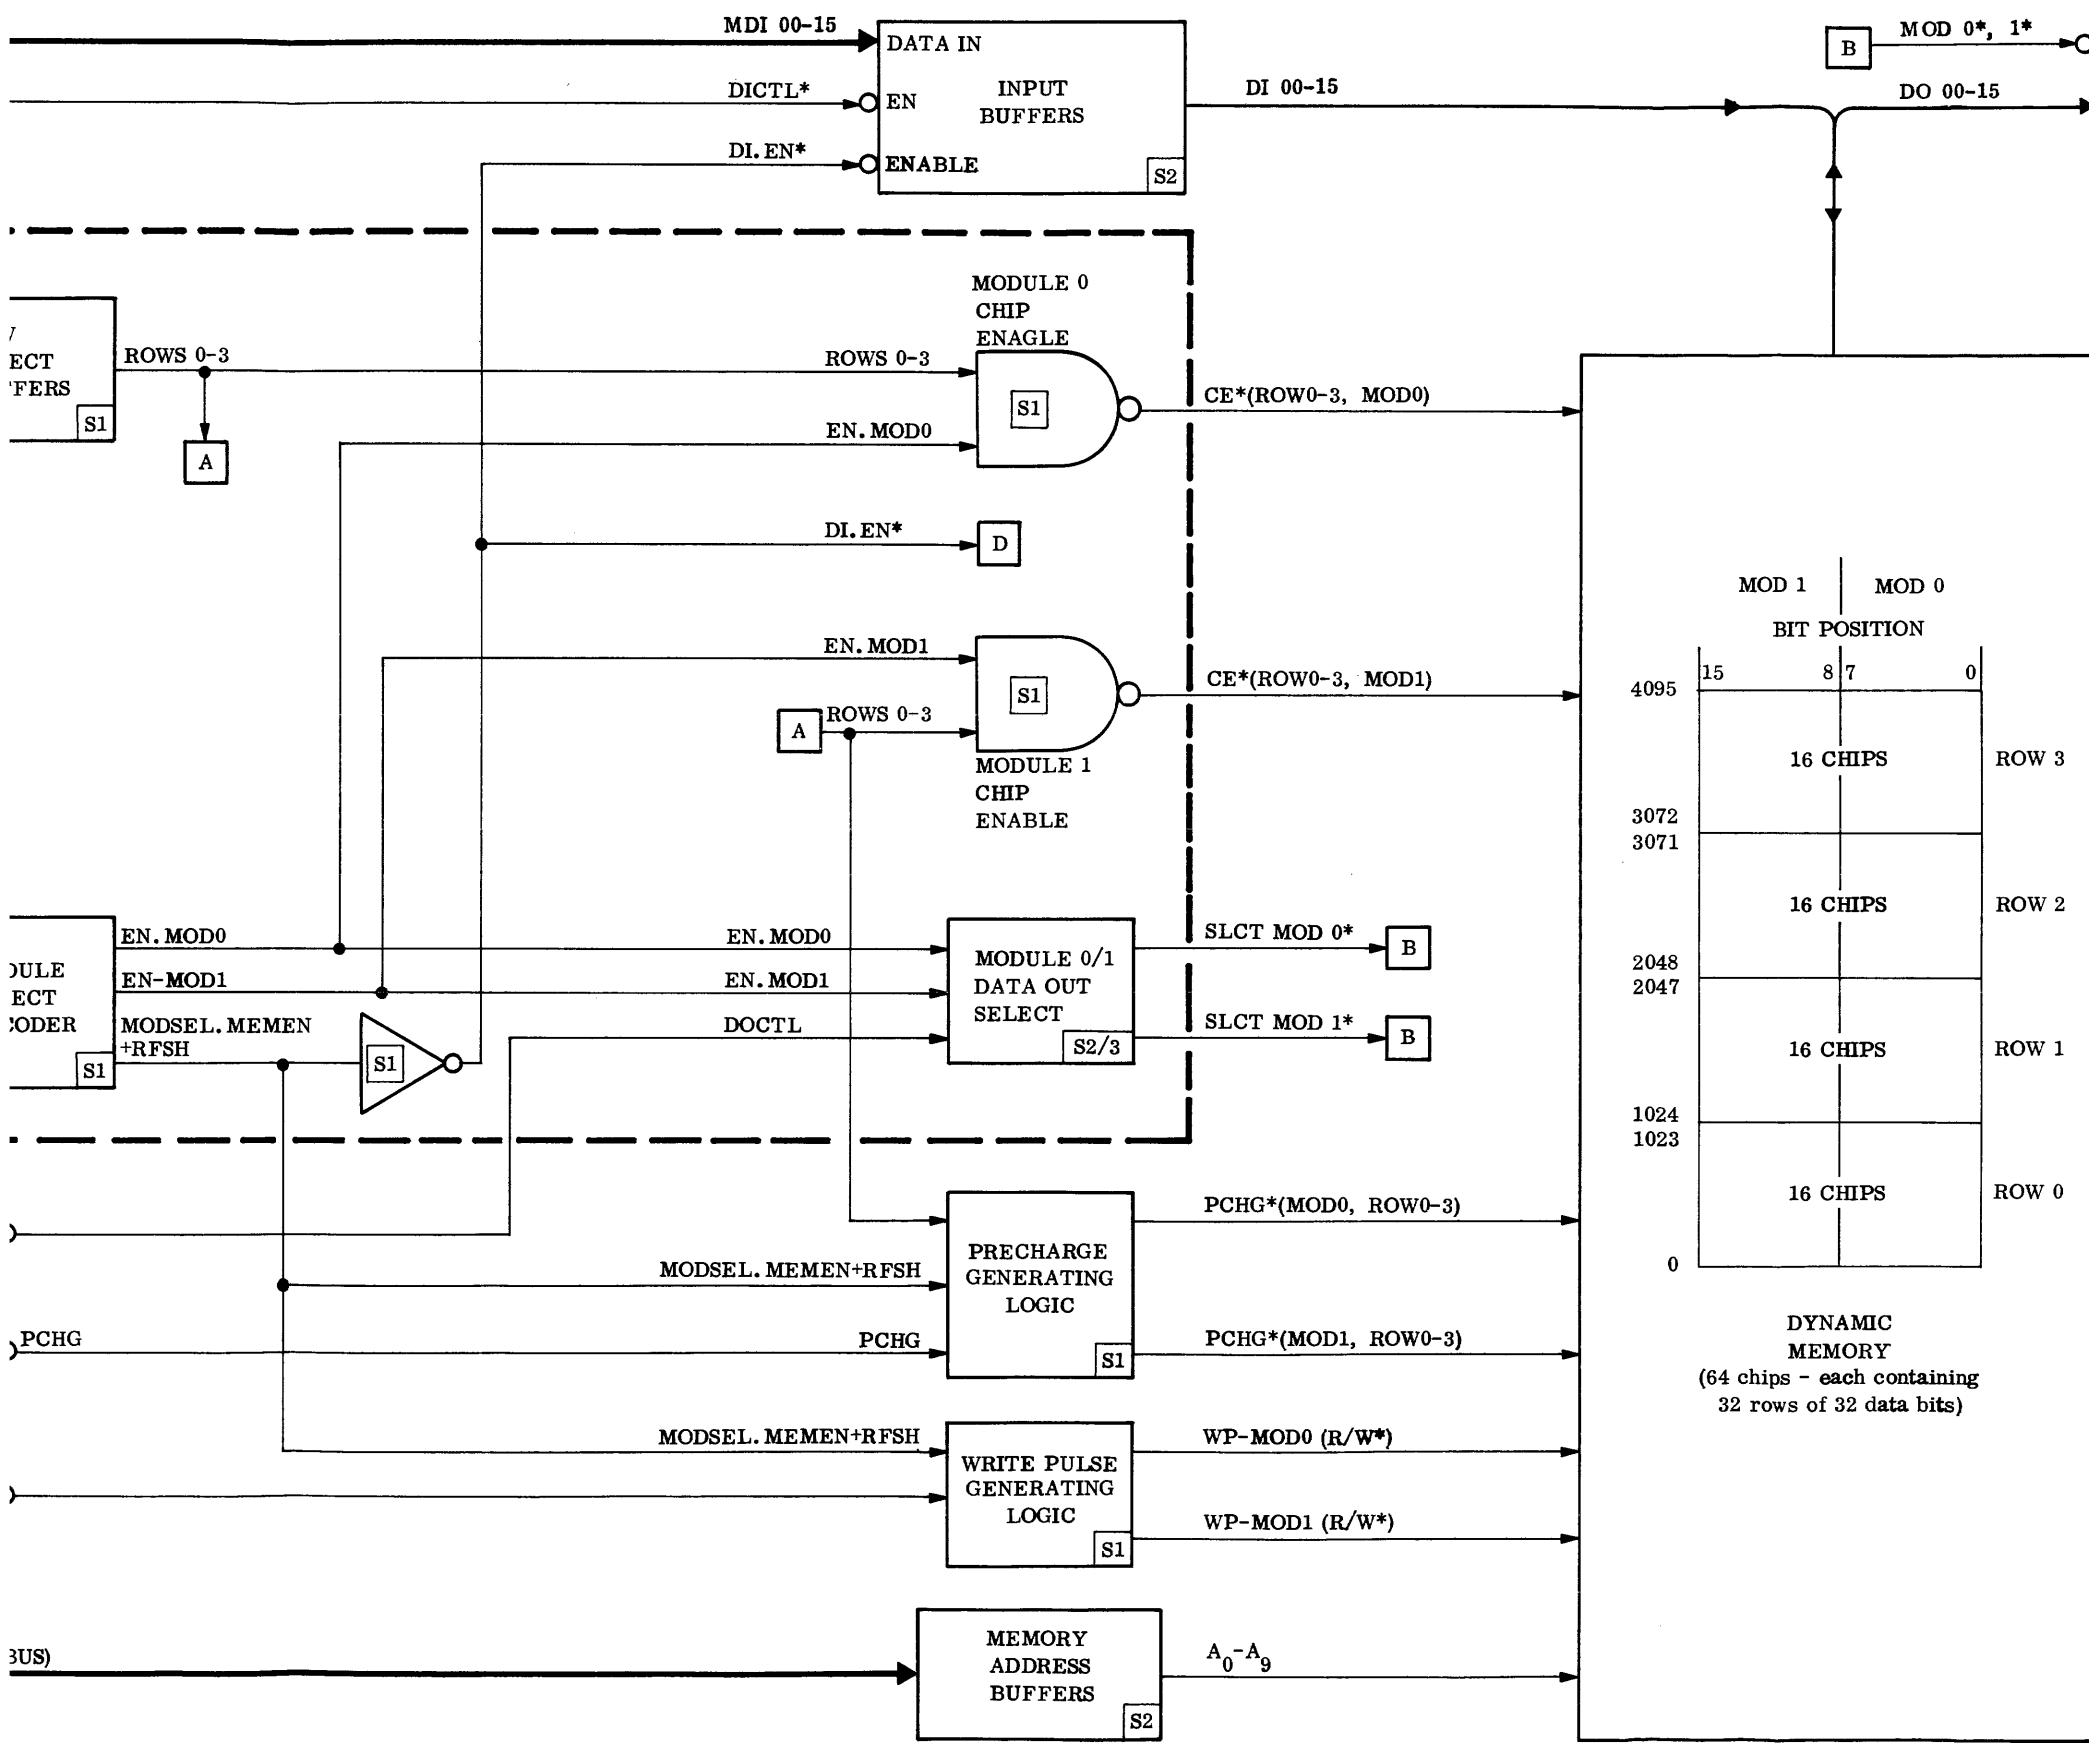 MDI 00-15
DATA IN
DICTL*
EN
INPUT
BUFFERS
DI.EN*
ENABLE
S2
DI 00-15
B
MOD 0*, 1*
DO 00-15
ECT
FFERS
S1
ROWS 0-3
A
ROWS 0-3
EN.MOD0
MODULE 0
CHIP
ENAGLE
S1
CE*(ROW0-3, MOD0)
DI.EN*
D
EN.MOD1
S1
A
ROWS 0-3
MODULE 1
CHIP
ENABLE
CE*(ROW0-3, MOD1)
DULE
ECT
CODER
S1
EN.MOD0
EN-MOD1
MODSEL.MEMEN
+RFSH
S1
EN.MOD0
EN.MOD1
DOCTL
MODULE 0/1
DATA OUT
SELECT
S2/3
SLCT MOD 0*
B
SLCT MOD 1*
B
MODSEL.MEMEN+RFSH
PCHG
PCHG
PRECHARGE
GENERATING
LOGIC
S1
PCHG*(MOD0, ROW0-3)
PCHG*(MOD1, ROW0-3)
MODSEL.MEMEN+RFSH
WRITE PULSE
GENERATING
LOGIC
S1
WP-MOD0 (R/W*)
WP-MOD1 (R/W*)
BUS)
MEMORY
ADDRESS
BUFFERS
S2
A0-A9
MOD 1
MOD 0
BIT POSITION
15
8
7
0
4095
16 CHIPS
ROW 3
3072
3071
16 CHIPS
ROW 2
2048
2047
16 CHIPS
ROW 1
1024
1023
16 CHIPS
ROW 0
0
DYNAMIC
MEMORY
(64 chips - each containing
32 rows of 32 data bits)